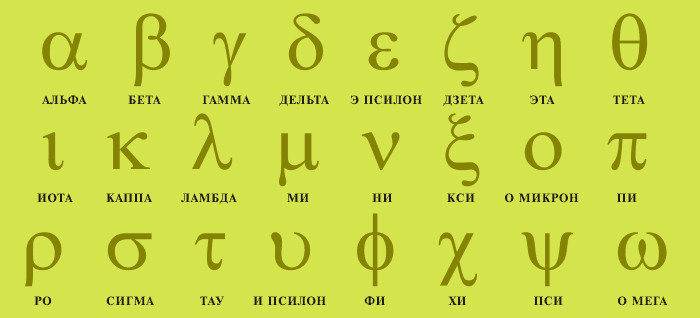 α β γ δ ε ζ η θ
АЛЬФА БЕТА ГАММА ДЕЛЬТА Э ПСИЛОН ДЗЕТА ЭТА ТЕТА
ι κ λ μ ν ξ ο π
ИОТА КАППА ЛАМБДА МИ НИ КСИ О МИКРОН ПИ
ρ σ τ υ ϕ χ ψ ω
РО СИГМА ТАУ И ПСИЛОН ФИ ХИ ПСИ О МЕГА